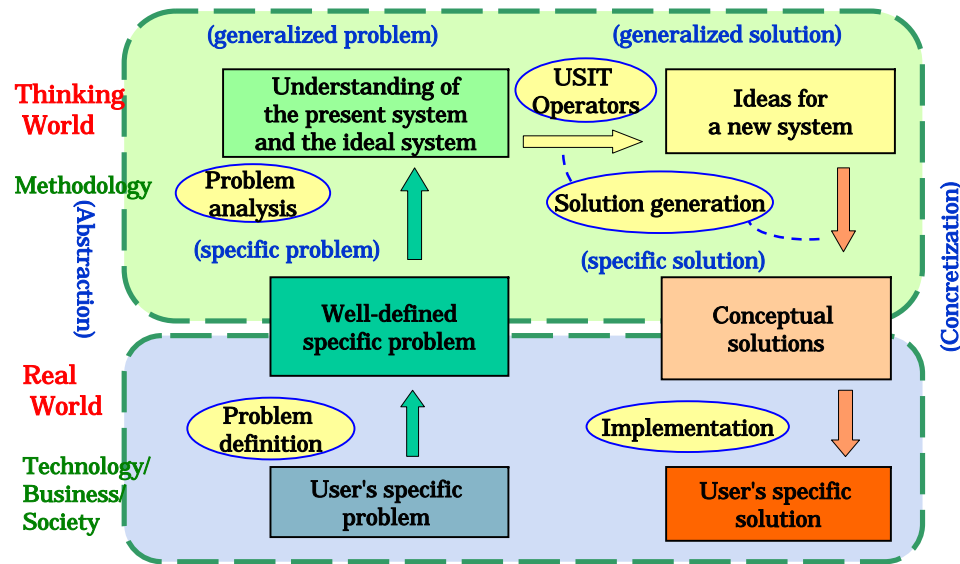 (generalized problem)
(generalized solution)
Thinking
World
Understanding of
the present system
and the ideal system
USIT
Operators
Ideas for
a new system
Methodology
Problem
analysis
Solution generation
(Abstraction)
(Concretization)
(specific problem)
(specific solution)
Well-defined
specific problem
Conceptual
solutions
Real
World
Problem
definition
Implementation
Technology/
Business/
Society
User's specific
problem
User's specific
solution